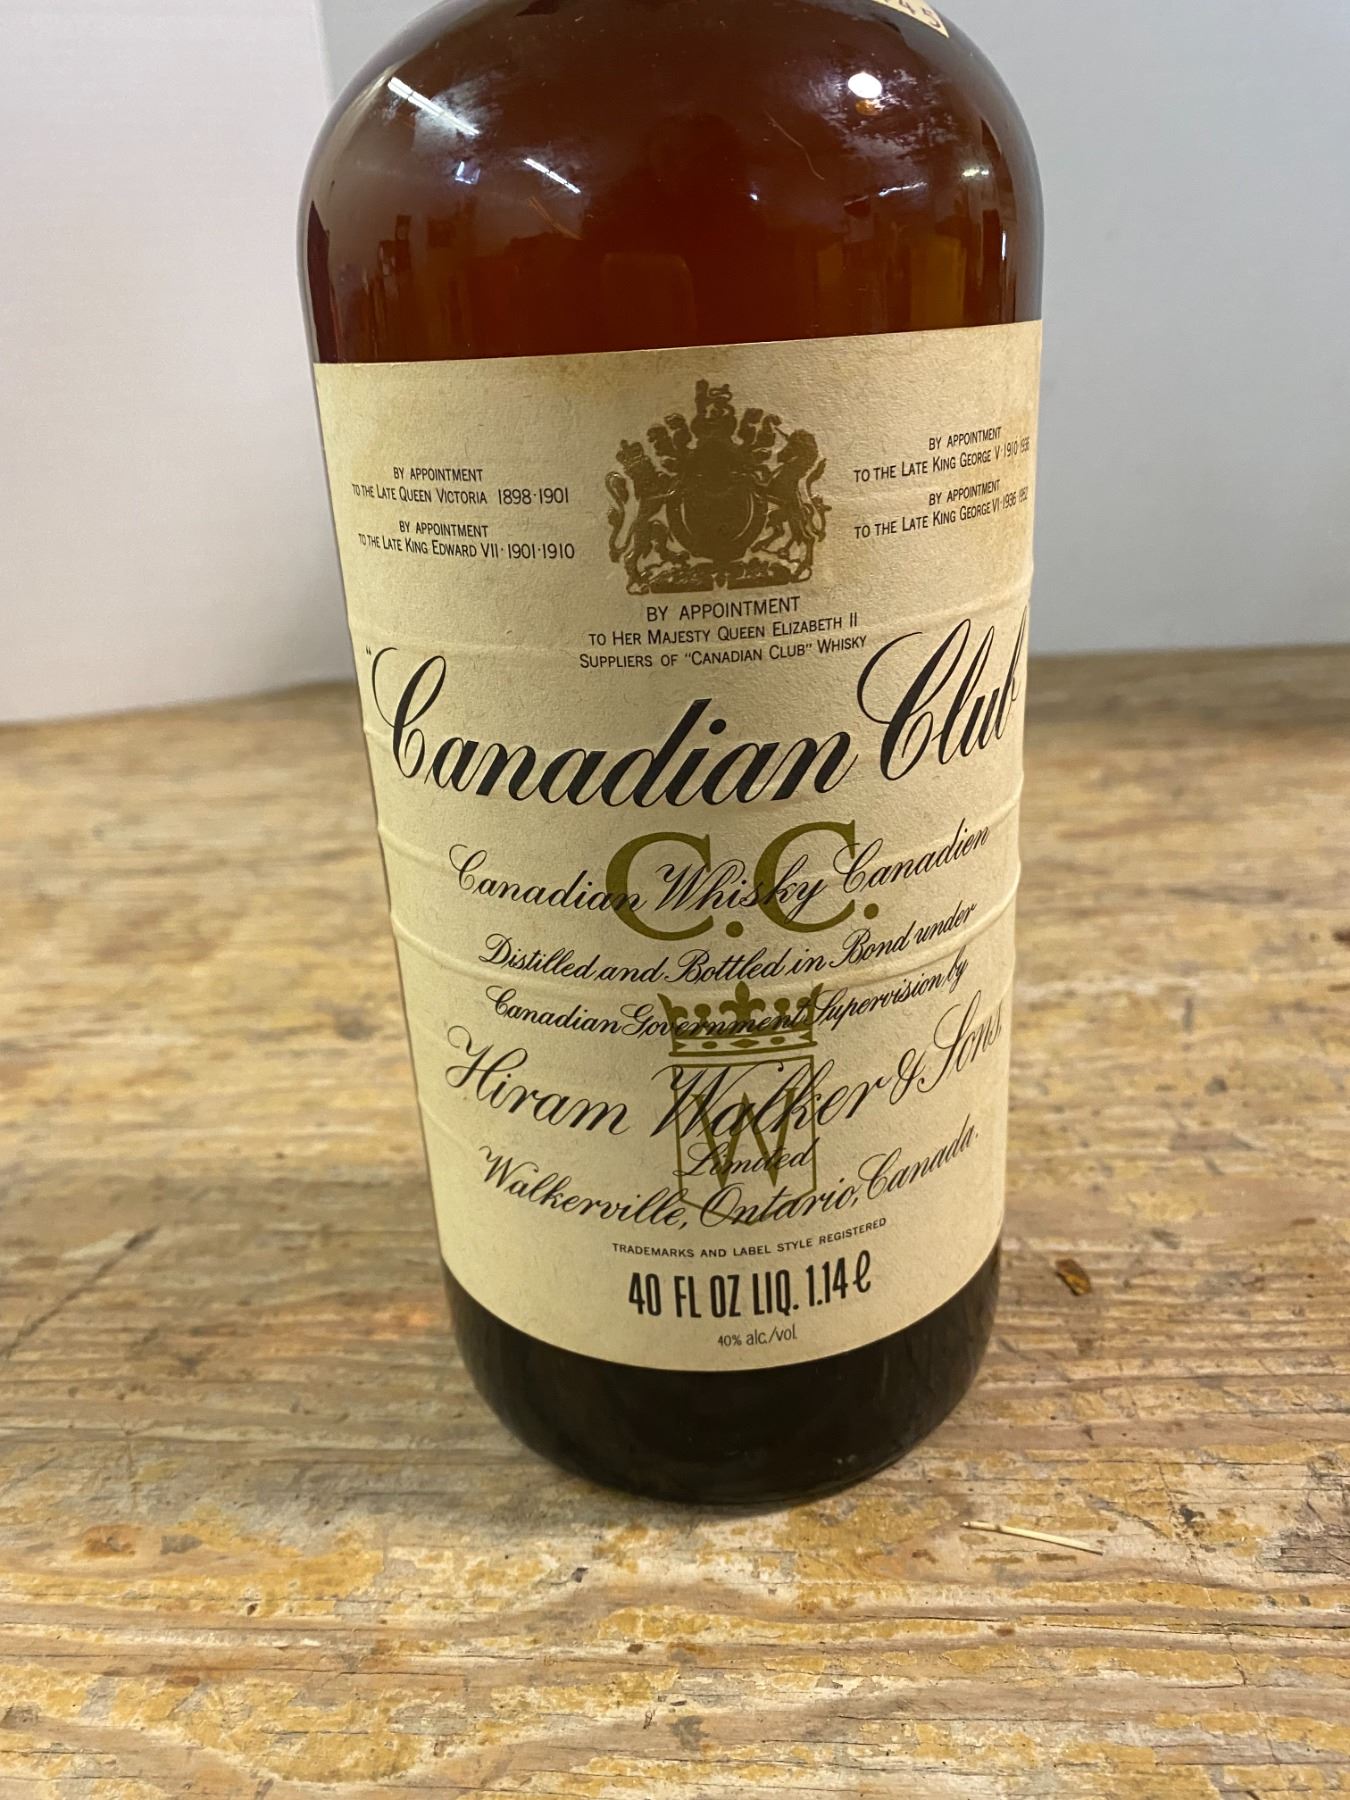 45
BY APPOINTMENT
TO THE LATE QUEEN VICTORIA 1898·1901
BY APPOINTMENT
TO THE LATE KING EDWARD VII·1901·1910
BY APPOINTMENT
TO THE LATE KING GEORGE V·1910·1936
BY APPOINTMENT
TO THE LATE KING GEORGE VI·1936·1952
BY APPOINTMENT
TO HER MAJESTY QUEEN ELIZABETH II
SUPPLIERS OF "CANADIAN CLUB" WHISKY
"Canadian Club"
C.C.
Canadian Whisky Canadien
Distilled and Bottled in Bond under
Canadian Government Supervision by
Hiram Walker & Sons,
W
Limited
Walkerville, Ontario, Canada.
TRADEMARKS AND LABEL STYLE REGISTERED
40 FL OZ LIQ. 1.14 ℓ
40% alc./vol.